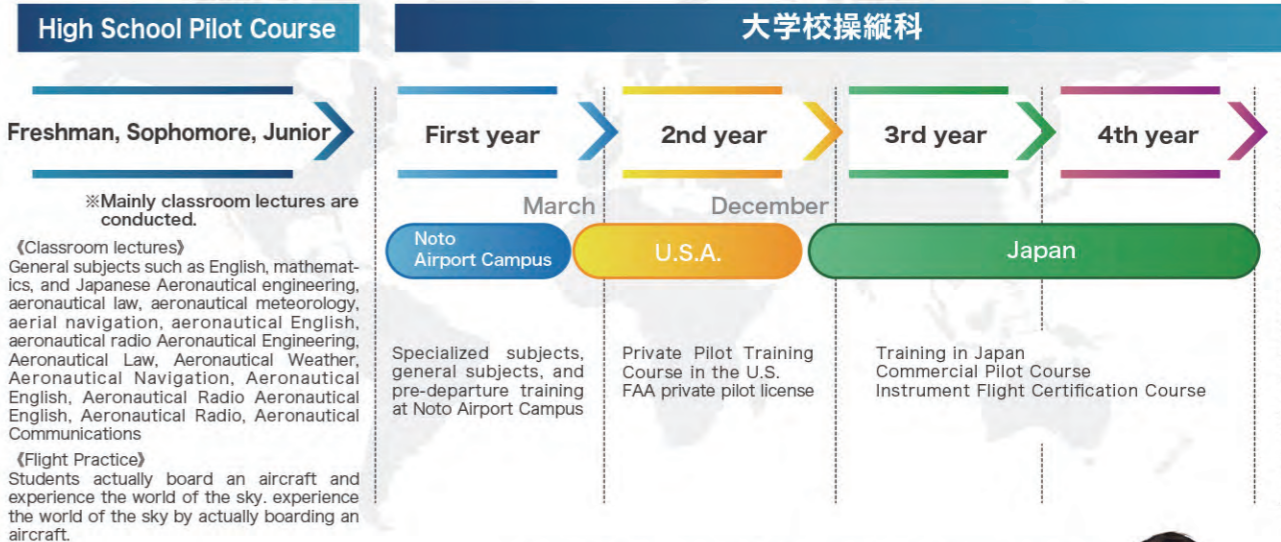 High School Pilot Course
大学校操縦科
Freshman, Sophomore, Junior
First year
2nd year
3rd year
4th year
※Mainly classroom lectures are
conducted.
《Classroom lectures》
General subjects such as English, mathemat-
ics, and Japanese Aeronautical engineering,
aeronautical law, aeronautical meteorology,
aerial navigation, aeronautical English,
aeronautical radio Aeronautical Engineering,
Aeronautical Law, Aeronautical Weather,
Aeronautical Navigation, Aeronautical
English, Aeronautical Radio Aeronautical
English, Aeronautical Radio, Aeronautical
Communications
《Flight Practice》
Students actually board an aircraft and
experience the world of the sky. experience
the world of the sky by actually boarding an
aircraft.
March
December
Noto
Airport Campus
U.S.A.
Japan
Specialized subjects,
general subjects, and
pre-departure training
at Noto Airport Campus
Private Pilot Training
Course in the U.S.
FAA private pilot license
Training in Japan
Commercial Pilot Course
Instrument Flight Certification Course